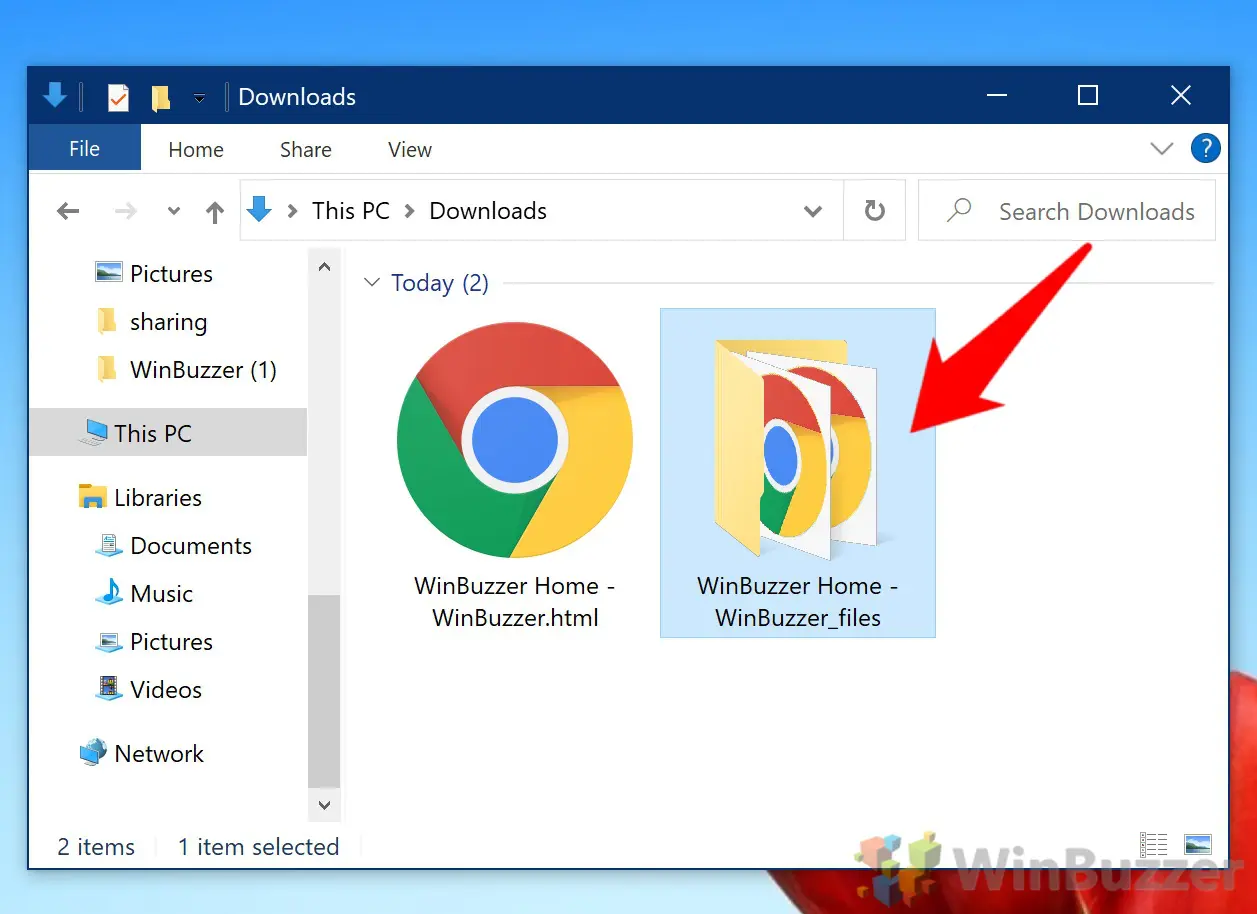 Downloads
File Home Share View ?
This PC Downloads Search Downloads
Pictures
sharing
WinBuzzer (1)
This PC
Libraries
Documents
Music
Pictures
Videos
Network
Today (2)
WinBuzzer Home -
WinBuzzer.html
WinBuzzer Home -
WinBuzzer_files
2 items 1 item selected
WinBuzzer